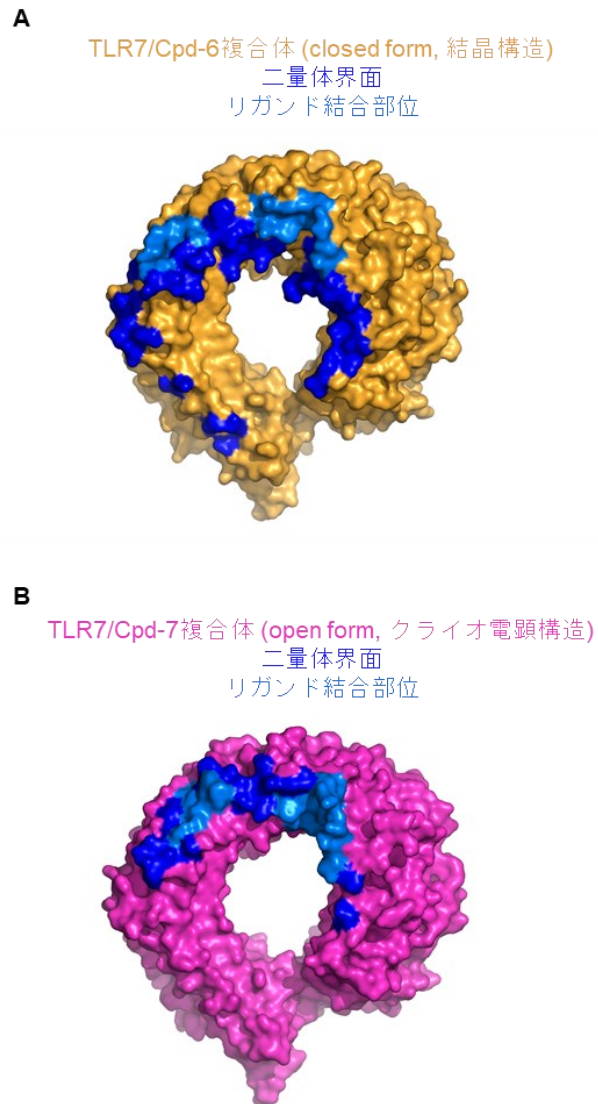 A
TLR7/Cpd-6複合体 (closed form, 結晶構造)
二量体界面
リガンド結合部位
B
TLR7/Cpd-7複合体 (open form, クライオ電顕構造)
二量体界面
リガンド結合部位